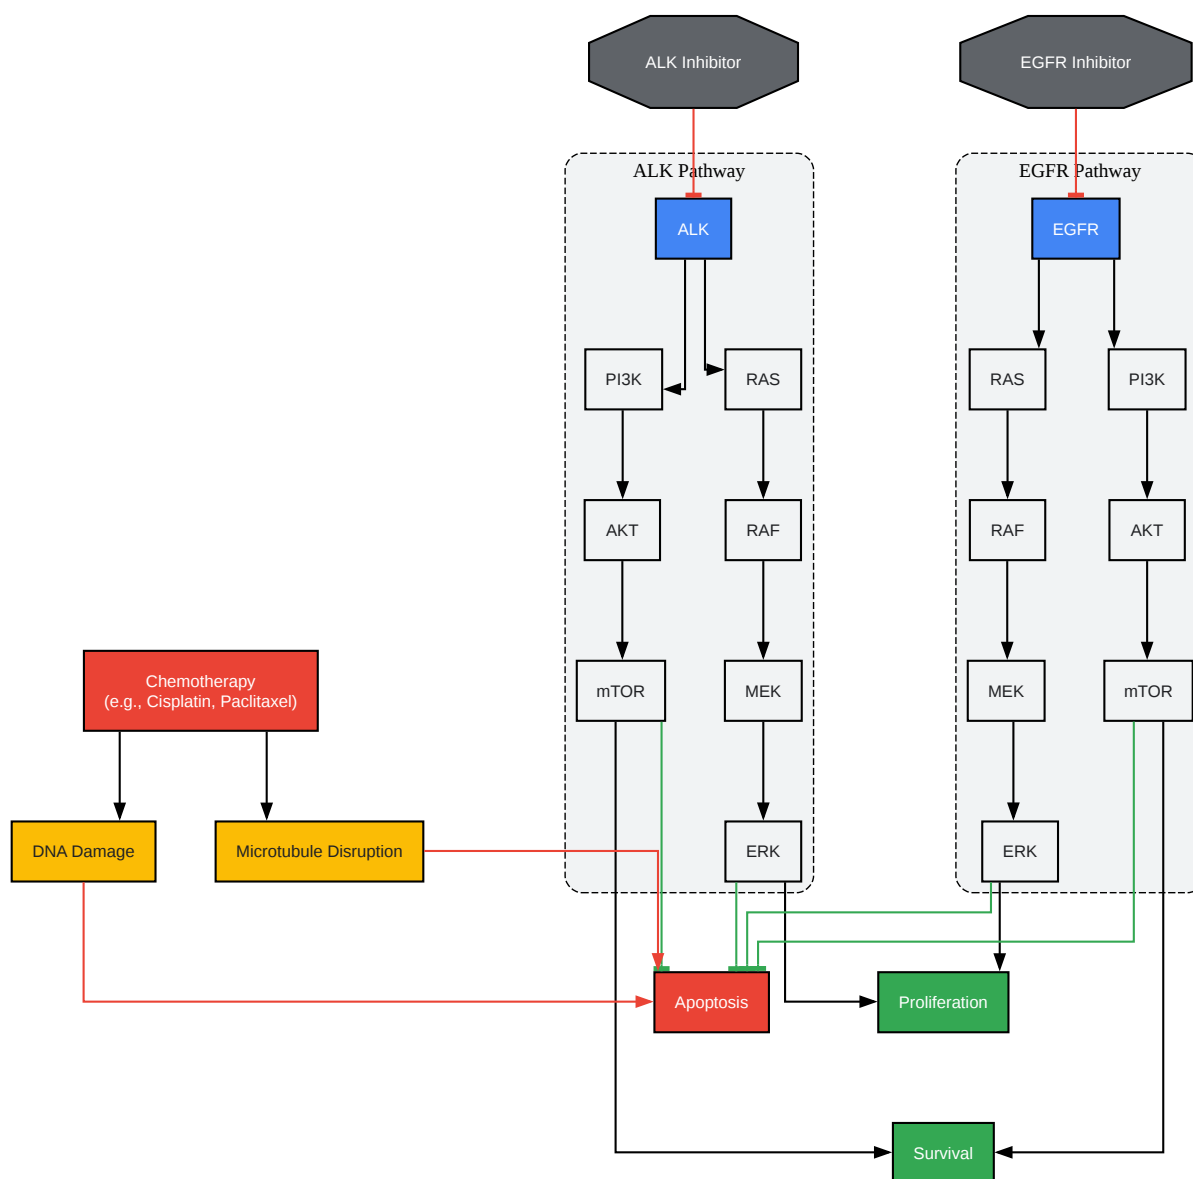 ALK Inhibitor
EGFR Inhibitor
ALK Pathway
EGFR Pathway
ALK
EGFR
PI3K
RAS
RAS
PI3K
AKT
RAF
RAF
AKT
Chemotherapy
(e.g., Cisplatin, Paclitaxel)
mTOR
MEK
MEK
mTOR
DNA Damage
Microtubule Disruption
ERK
ERK
Apoptosis
Proliferation
Survival